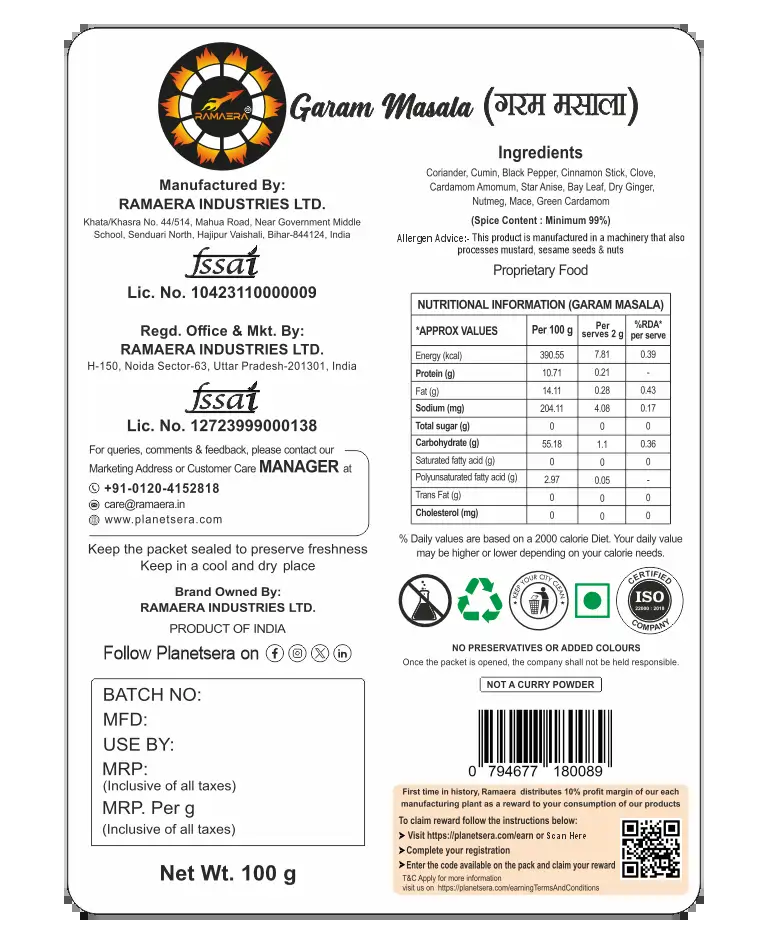 RAMAERA
Garam Masala (गरम मसाला)
Manufactured By:
RAMAERA INDUSTRIES LTD.
Khata/Khasra No. 44/514, Mahua Road, Near Government Middle
School, Senduari North, Hajipur Vaishali, Bihar-844124, India
fssai
Lic. No. 10423110000009
Regd. Office & Mkt. By:
RAMAERA INDUSTRIES LTD.
H-150, Noida Sector-63, Uttar Pradesh-201301, India
fssai
Lic. No. 12723999000138
For queries, comments & feedback, please contact our
Marketing Address or Customer Care MANAGER at
+91-0120-4152818
care@ramaera.in
www.planetsera.com
Keep the packet sealed to preserve freshness
Keep in a cool and dry place
Brand Owned By:
RAMAERA INDUSTRIES LTD.
PRODUCT OF INDIA
Follow Planetsera on
BATCH NO:
MFD:
USE BY:
MRP:
(Inclusive of all taxes)
MRP. Per g
(Inclusive of all taxes)
Net Wt. 100 g
Ingredients
Coriander, Cumin, Black Pepper, Cinnamon Stick, Clove,
Cardamom Amomum, Star Anise, Bay Leaf, Dry Ginger,
Nutmeg, Mace, Green Cardamom
(Spice Content : Minimum 99%)
Allergen Advice:- This product is manufactured in a machinery that also
processes mustard, sesame seeds & nuts
Proprietary Food
NUTRITIONAL INFORMATION (GARAM MASALA)
*APPROX VALUES Per 100 g Per serves 2 g %RDA* per serve
Energy (kcal) 390.55 7.81 0.39
Protein (g) 10.71 0.21 -
Fat (g) 14.11 0.28 0.43
Sodium (mg) 204.11 4.08 0.17
Total sugar (g) 0 0 0
Carbohydrate (g) 55.18 1.1 0.36
Saturated fatty acid (g) 0 0 0
Polyunsaturated fatty acid (g) 2.97 0.05 -
Trans Fat (g) 0 0 0
Cholesterol (mg) 0 0 0
% Daily values are based on a 2000 calorie Diet. Your daily value
may be higher or lower depending on your calorie needs.
KEEP YOUR CITY CLEAN
CERTIFIED
ISO
22000 : 2018
COMPANY
NO PRESERVATIVES OR ADDED COLOURS
Once the packet is opened, the company shall not be held responsible.
NOT A CURRY POWDER
0 794677 180089
First time in history, Ramaera distributes 10% profit margin of our each
manufacturing plant as a reward to your consumption of our products
To claim reward follow the instructions below:
Visit https://planetsera.com/earn or Scan Here
Complete your registration
Enter the code available on the pack and claim your reward
T&C Apply for more information
visit us on https://planetsera.com/earningTermsAndConditions